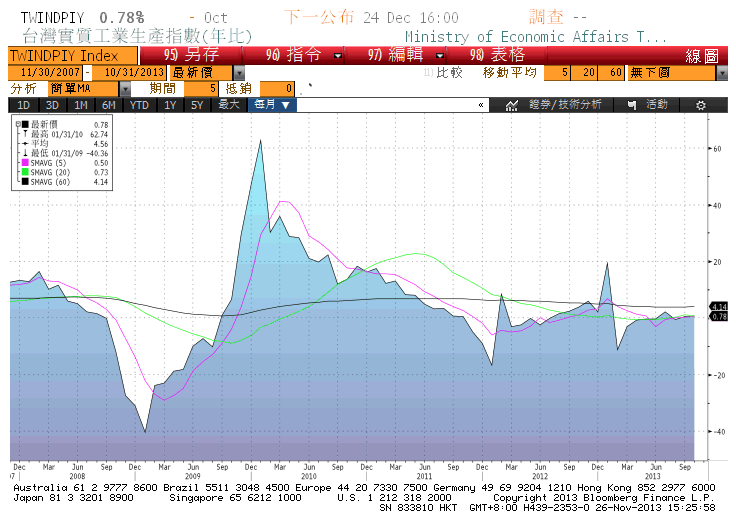 TWINDPIY 0.78% - Oct 下一公布 24 Dec 16:00 調查 --
台灣實質工業生產指數(年比) Ministry of Economic Affairs T...
TWINDPIY Index 95) 另存 96) 指令 97) 編輯 98) 表格 線圖
11/30/2007 - 10/31/2013 最新價 比較 移動平均 5 20 60 無下圖
分析 簡單MA 期間 5 抵銷 0
1D 3D 1M 6M YTD 1Y 5Y 最大 每月 ▼ « 證券/技術分析 活動
最新價 0.78
最高 01/31/10 62.74
平均 4.56
最低 01/31/09 -40.36
SMAVG (5) 0.50
SMAVG (20) 0.73
SMAVG (60) 4.14
60
40
20
4.14
0.78
-20
-40
Dec Mar Jun Sep Dec Mar Jun Sep Dec Mar Jun Sep Dec Mar Jun Sep Dec Mar Jun Sep Dec Mar Jun Sep
7 2008 2009 2010 2011 2012 2013
Australia 61 2 9777 8600 Brazil 5511 3048 4500 Europe 44 20 7330 7500 Germany 49 69 9204 1210 Hong Kong 852 2977 6000
Japan 81 3 3201 8900 Singapore 65 6212 1000 U.S. 1 212 318 2000 Copyright 2013 Bloomberg Finance L.P.
SN 833810 HKT GMT+8:00 H439-2353-0 26-Nov-2013 15:25:58